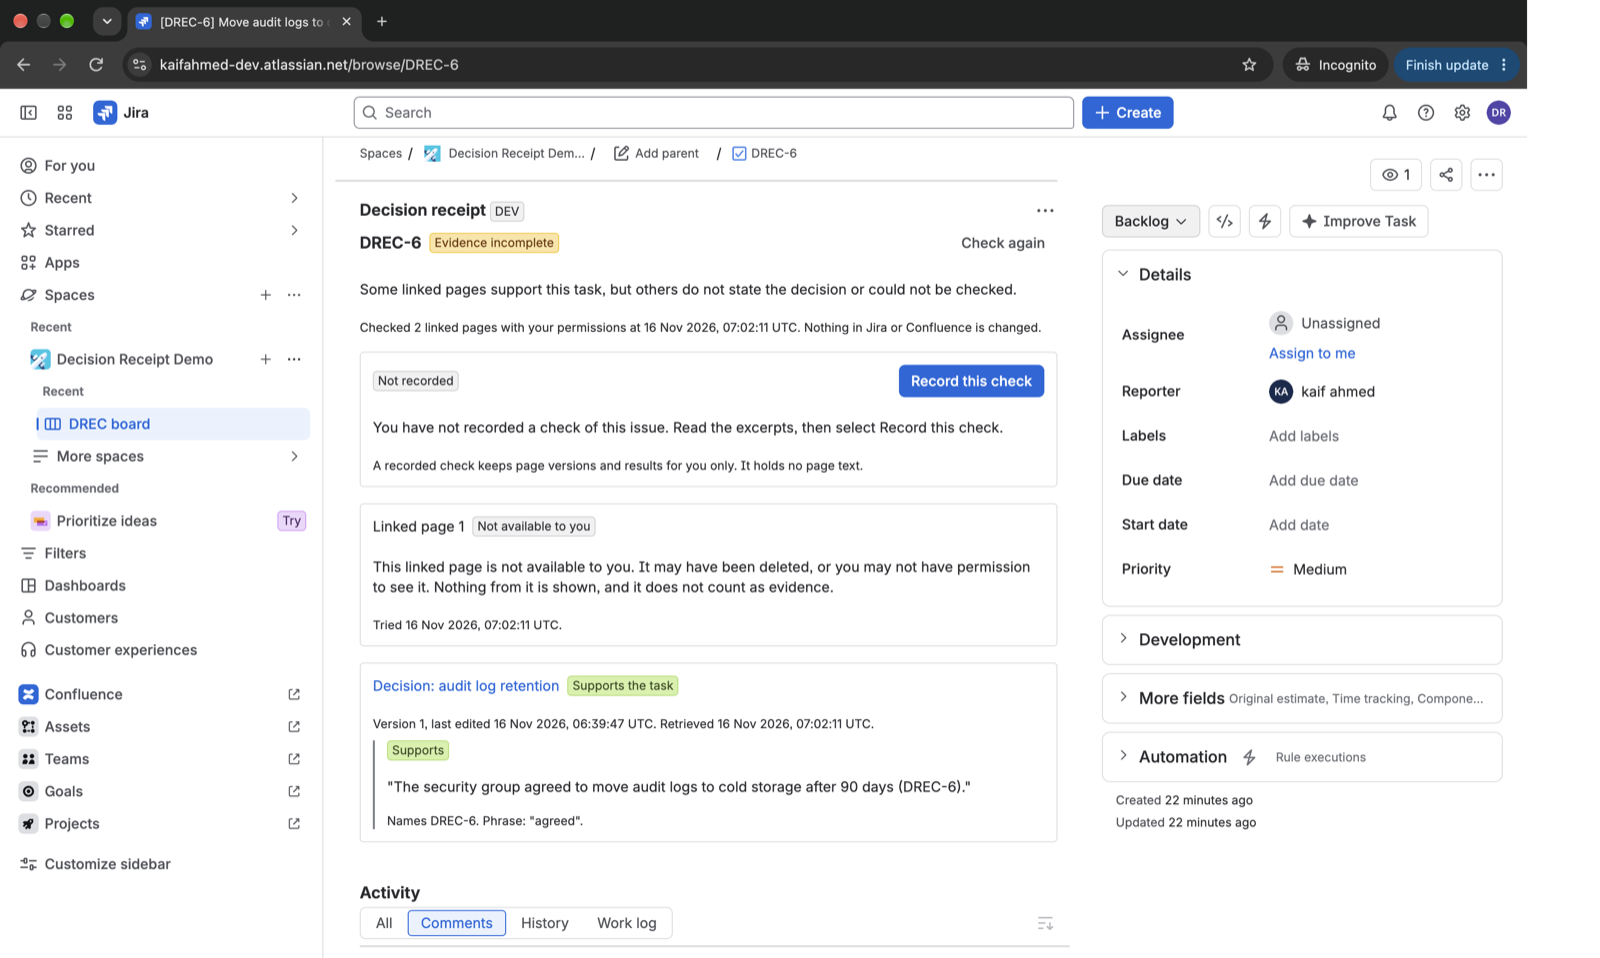 [DREC-6] Move audit logs to
kaifahmed-dev.atlassian.net/browse/DREC-6
Incognito
Finish update
Jira
Search
Create
DR
For you
Recent
Starred
Apps
Spaces
Recent
Decision Receipt Demo
Recent
DREC board
More spaces
Recommended
Prioritize ideas
Try
Filters
Dashboards
Customers
Customer experiences
Confluence
Assets
Teams
Goals
Projects
Customize sidebar
Spaces / Decision Receipt Dem... / Add parent / DREC-6
Decision receipt DEV
DREC-6 Evidence incomplete
Check again
Some linked pages support this task, but others do not state the decision or could not be checked.
Checked 2 linked pages with your permissions at 16 Nov 2026, 07:02:11 UTC. Nothing in Jira or Confluence is changed.
Not recorded
Record this check
You have not recorded a check of this issue. Read the excerpts, then select Record this check.
A recorded check keeps page versions and results for you only. It holds no page text.
Linked page 1 Not available to you
This linked page is not available to you. It may have been deleted, or you may not have permission
to see it. Nothing from it is shown, and it does not count as evidence.
Tried 16 Nov 2026, 07:02:11 UTC.
Decision: audit log retention Supports the task
Version 1, last edited 16 Nov 2026, 06:39:47 UTC. Retrieved 16 Nov 2026, 07:02:11 UTC.
Supports
"The security group agreed to move audit logs to cold storage after 90 days (DREC-6)."
Names DREC-6. Phrase: "agreed".
Activity
All Comments History Work log
1
Backlog
Improve Task
Details
Assignee
Unassigned
Assign to me
Reporter
KA kaif ahmed
Labels
Add labels
Due date
Add due date
Start date
Add date
Priority
Medium
Development
More fields Original estimate, Time tracking, Compone...
Automation Rule executions
Created 22 minutes ago
Updated 22 minutes ago